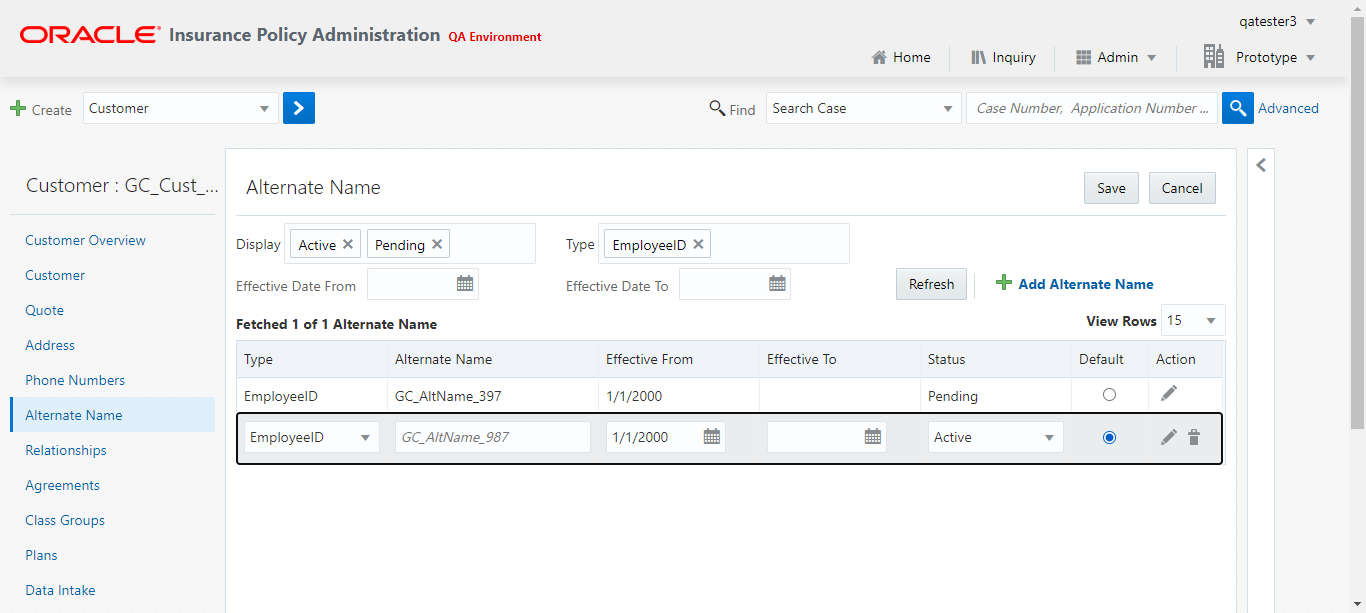 ORACLE® Insurance Policy Administration QA Environment
qatester3
Home Inquiry Admin Prototype
Create Customer
Find Search Case Case Number, Application Number ... Advanced
Customer : GC_Cust_...
Customer Overview
Customer
Quote
Address
Phone Numbers
Alternate Name
Relationships
Agreements
Class Groups
Plans
Data Intake
Alternate Name Save Cancel
Display Active Pending Type EmployeeID
Effective Date From Effective Date To Refresh Add Alternate Name
Fetched 1 of 1 Alternate Name View Rows 15
Type Alternate Name Effective From Effective To Status Default Action
EmployeeID GC_AltName_397 1/1/2000 Pending
EmployeeID GC_AltName_987 1/1/2000 Active